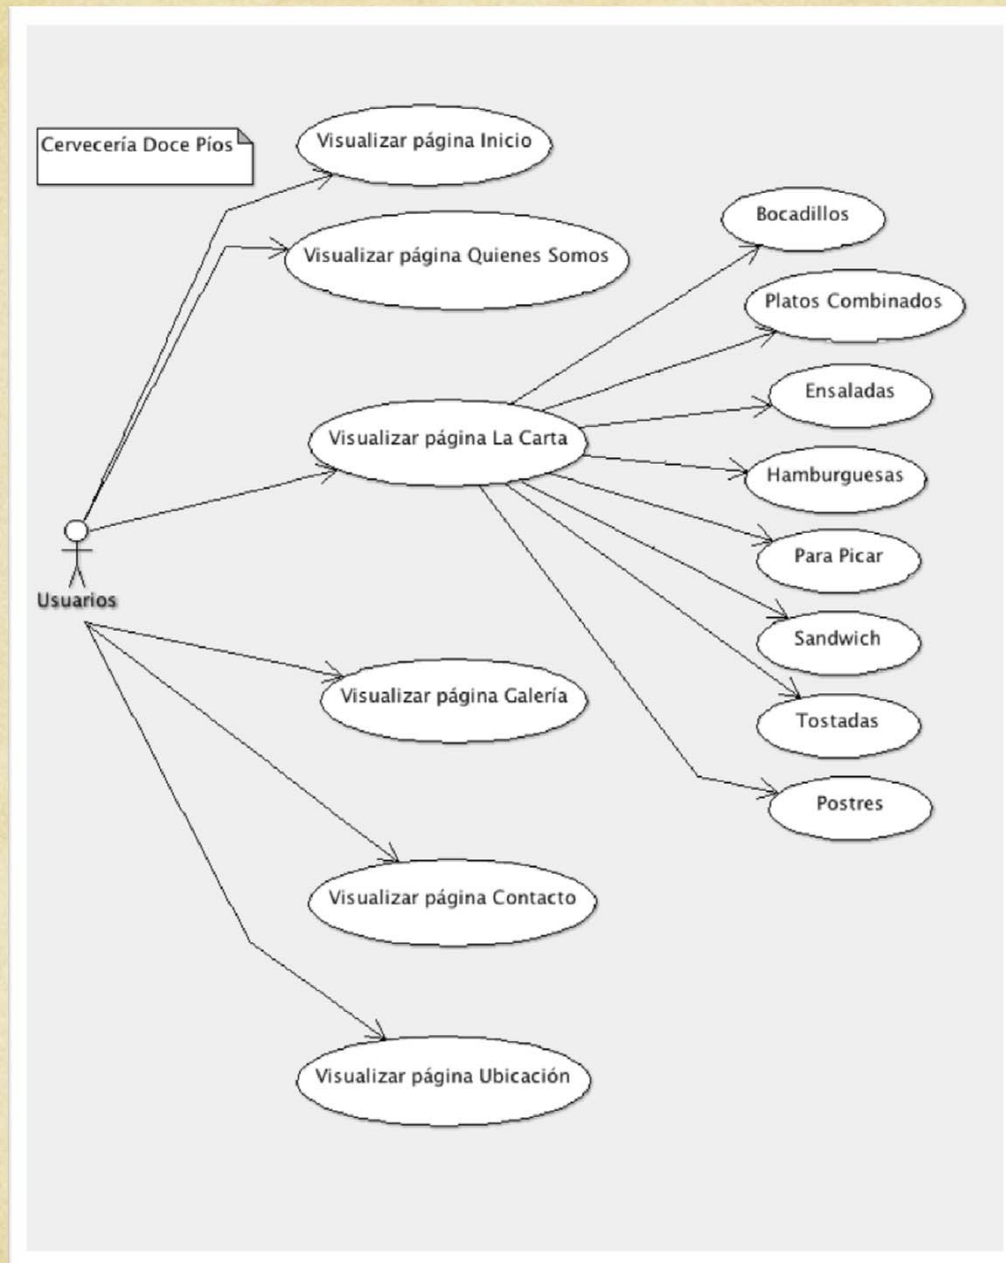 Cervecería Doce Píos
Visualizar página Inicio
Visualizar página Quienes Somos
Visualizar página La Carta
Bocadillos
Platos Combinados
Ensaladas
Hamburguesas
Para Picar
Sandwich
Tostadas
Postres
Usuarios
Visualizar página Galería
Visualizar página Contacto
Visualizar página Ubicación